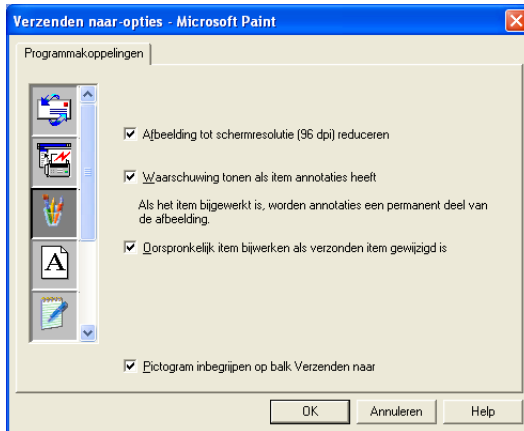 Verzenden naar-opties - Microsoft Paint
Programmakoppelingen
Afbeelding tot schermresolutie (96 dpi) reduceren
Waarschuwing tonen als item annotaties heeft
Als het item bijgewerkt is, worden annotaties een permanent deel van
de afbeelding.
Oorspronkelijk item bijwerken als verzonden item gewijzigd is
A
Pictogram inbegrijpen op balk Verzenden naar
OK
Annuleren
Help